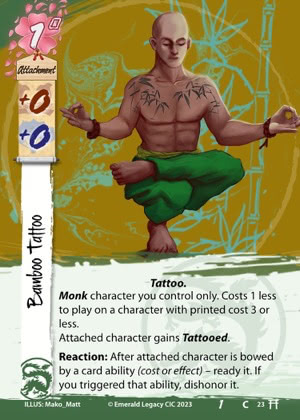 1
Attachment
+0
+0
Bamboo Tattoo
Tattoo.
Monk character you control only. Costs 1 less
to play on a character with printed cost 3 or
less.
Attached character gains Tattooed.
Reaction: After attached character is bowed
by a card ability (cost or effect) – ready it. If
you triggered that ability, dishonor it.
ILLUS: Mako_Matt © Emerald Legacy CIC 2023 1 C 23